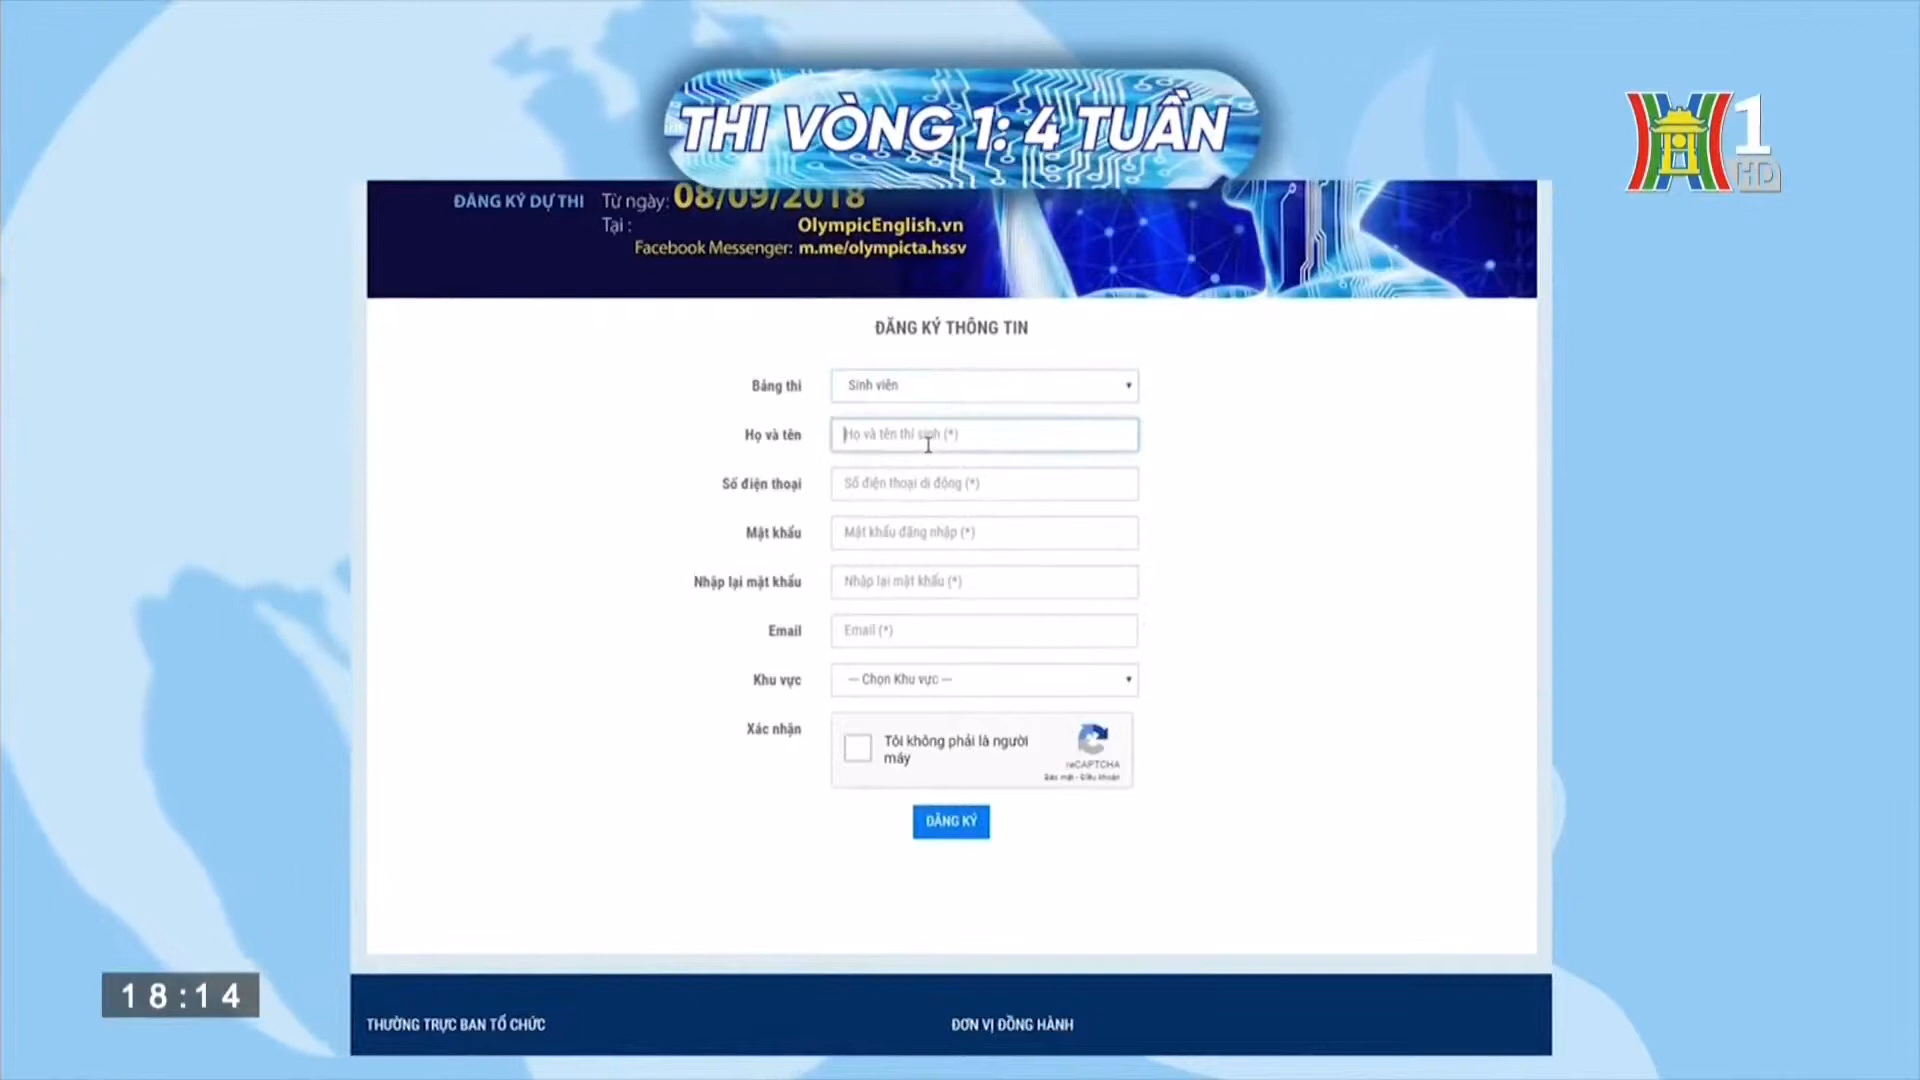 THI VÒNG 1: 4 TUẦN
1
HD
ĐĂNG KÝ DỰ THI Từ ngày: 08/09/2018
Tại : OlympicEnglish.vn
Facebook Messenger: m.me/olympicta.hssv
ĐĂNG KÝ THÔNG TIN
Bảng thi Sinh viên
Họ và tên Họ và tên thí sinh (*)
Số điện thoại Số điện thoại di động (*)
Mật khẩu Mật khẩu đăng nhập (*)
Nhập lại mật khẩu Nhập lại mật khẩu (*)
Email Email (*)
Khu vực --- Chọn Khu vực ---
Xác nhận Tôi không phải là người
máy
reCAPTCHA
Bảo mật - Điều khoản
ĐĂNG KÝ
18:14
THƯỜNG TRỰC BAN TỔ CHỨC ĐƠN VỊ ĐỒNG HÀNH